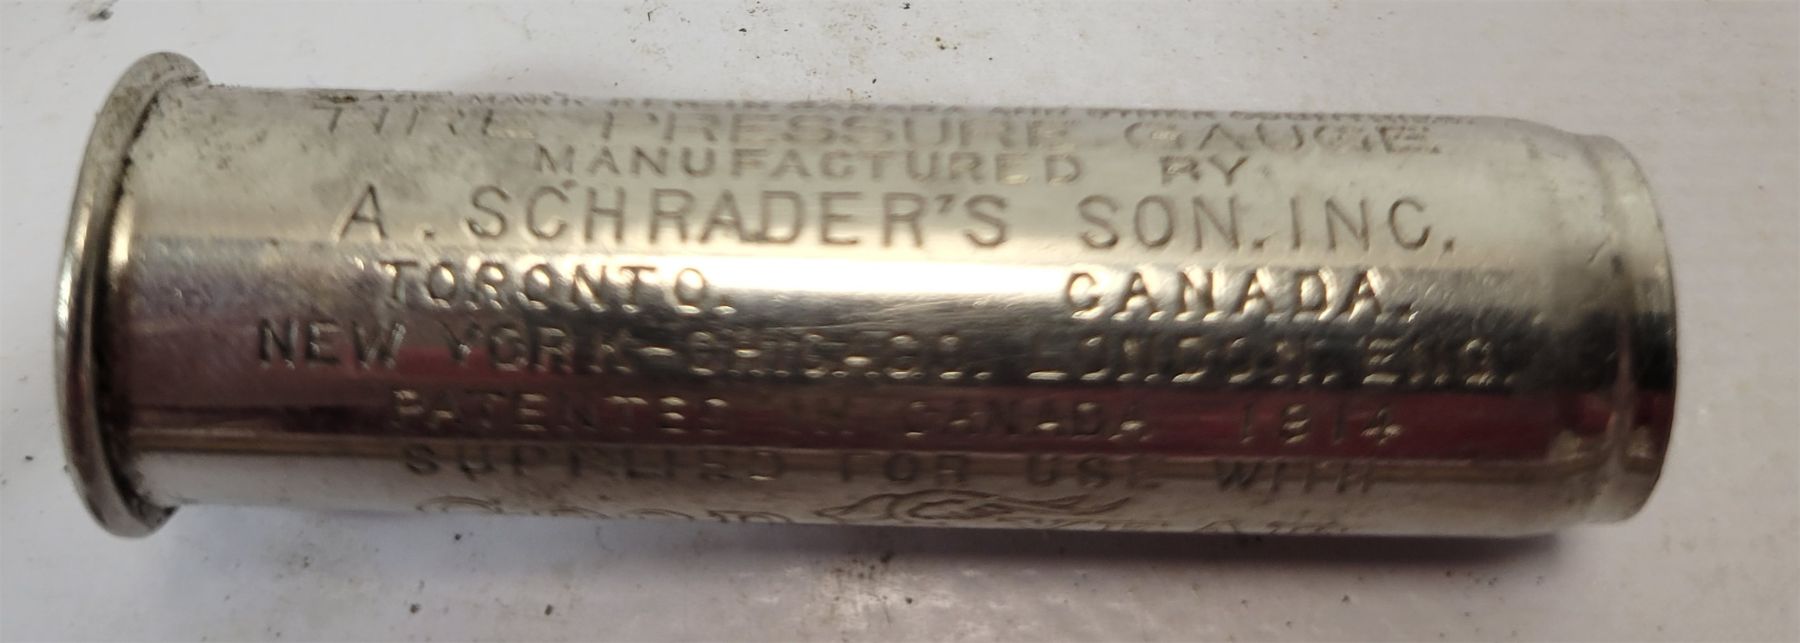 TIRE PRESSURE GAUGE
MANUFACTURED BY
A. SCHRADER'S SON. INC.
TORONTO. CANADA.
NEW YORK-CHICAGO. LONDON. ENG.
PATENTED IN CANADA 1914
SUPPLIED FOR USE WITH
GOODYEAR